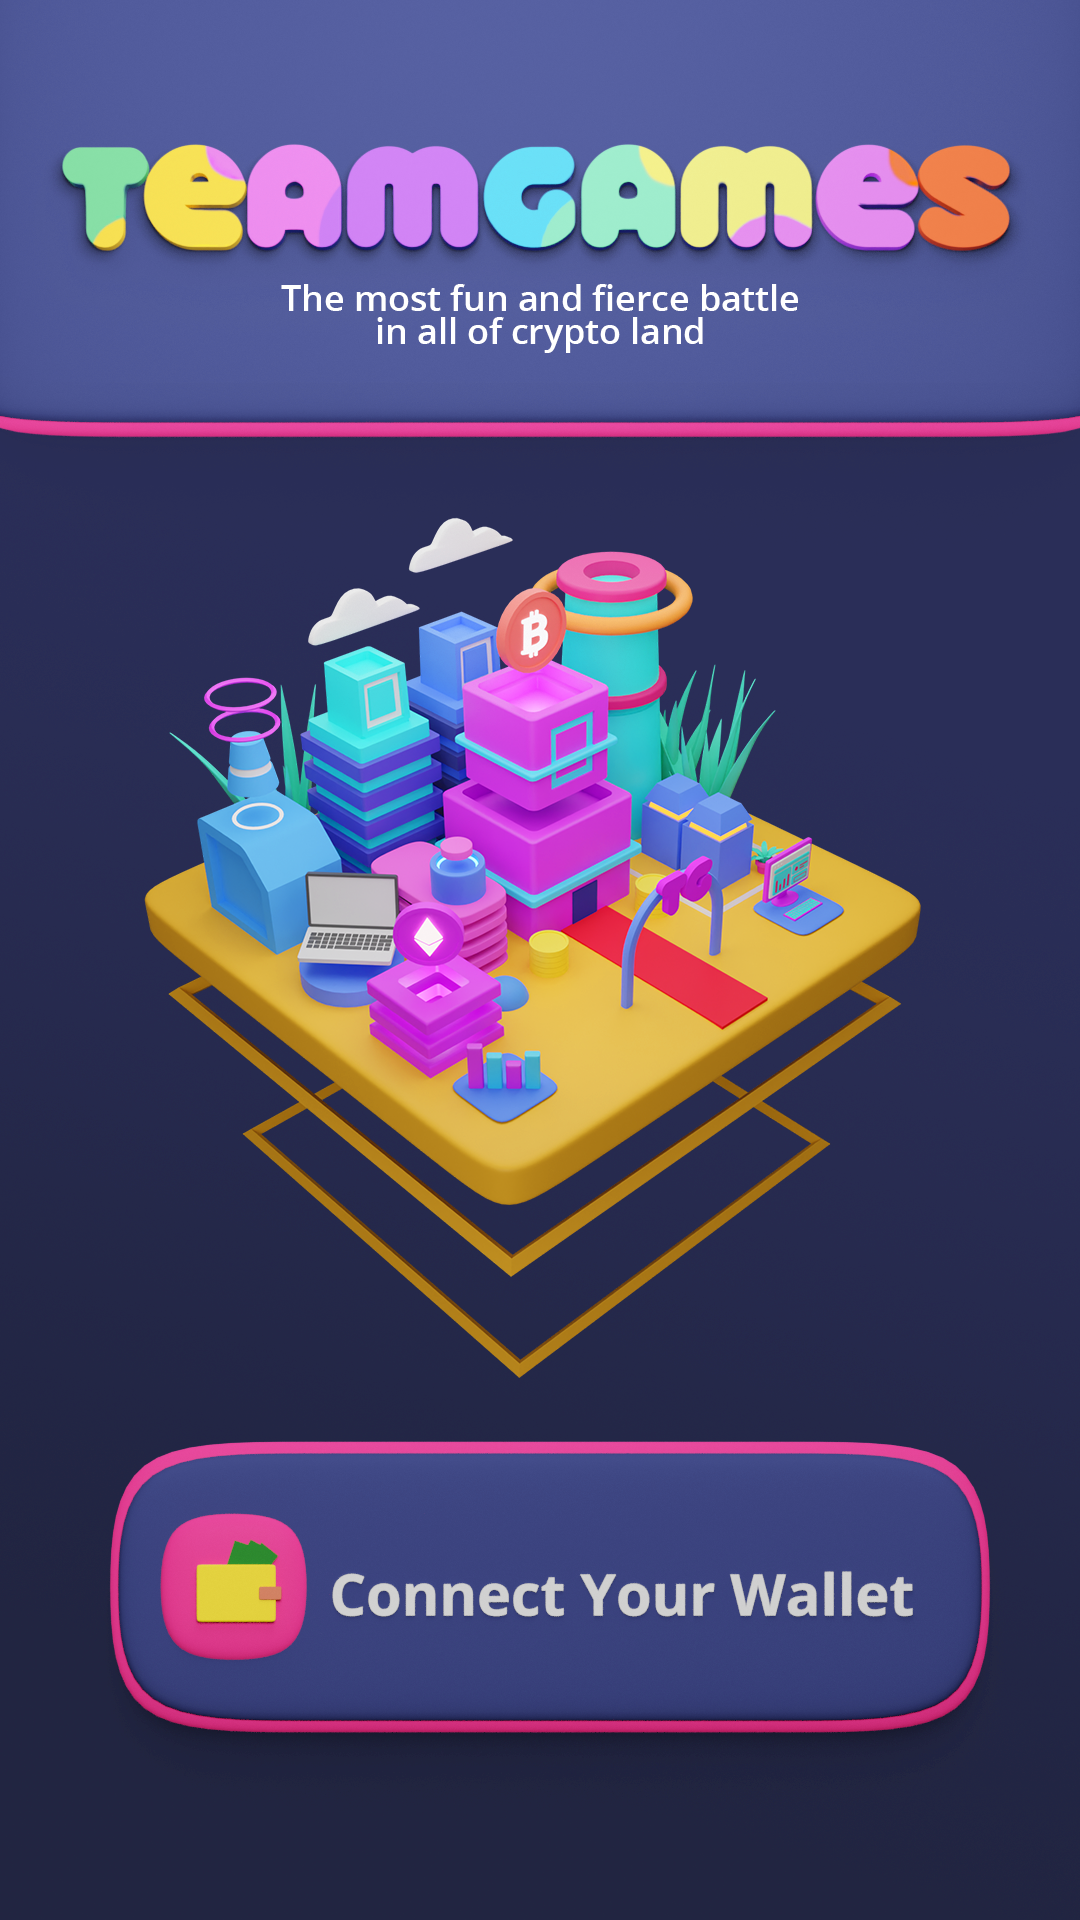 TEAMGAMES
The most fun and fierce battle
in all of crypto land
TG
Connect Your Wallet